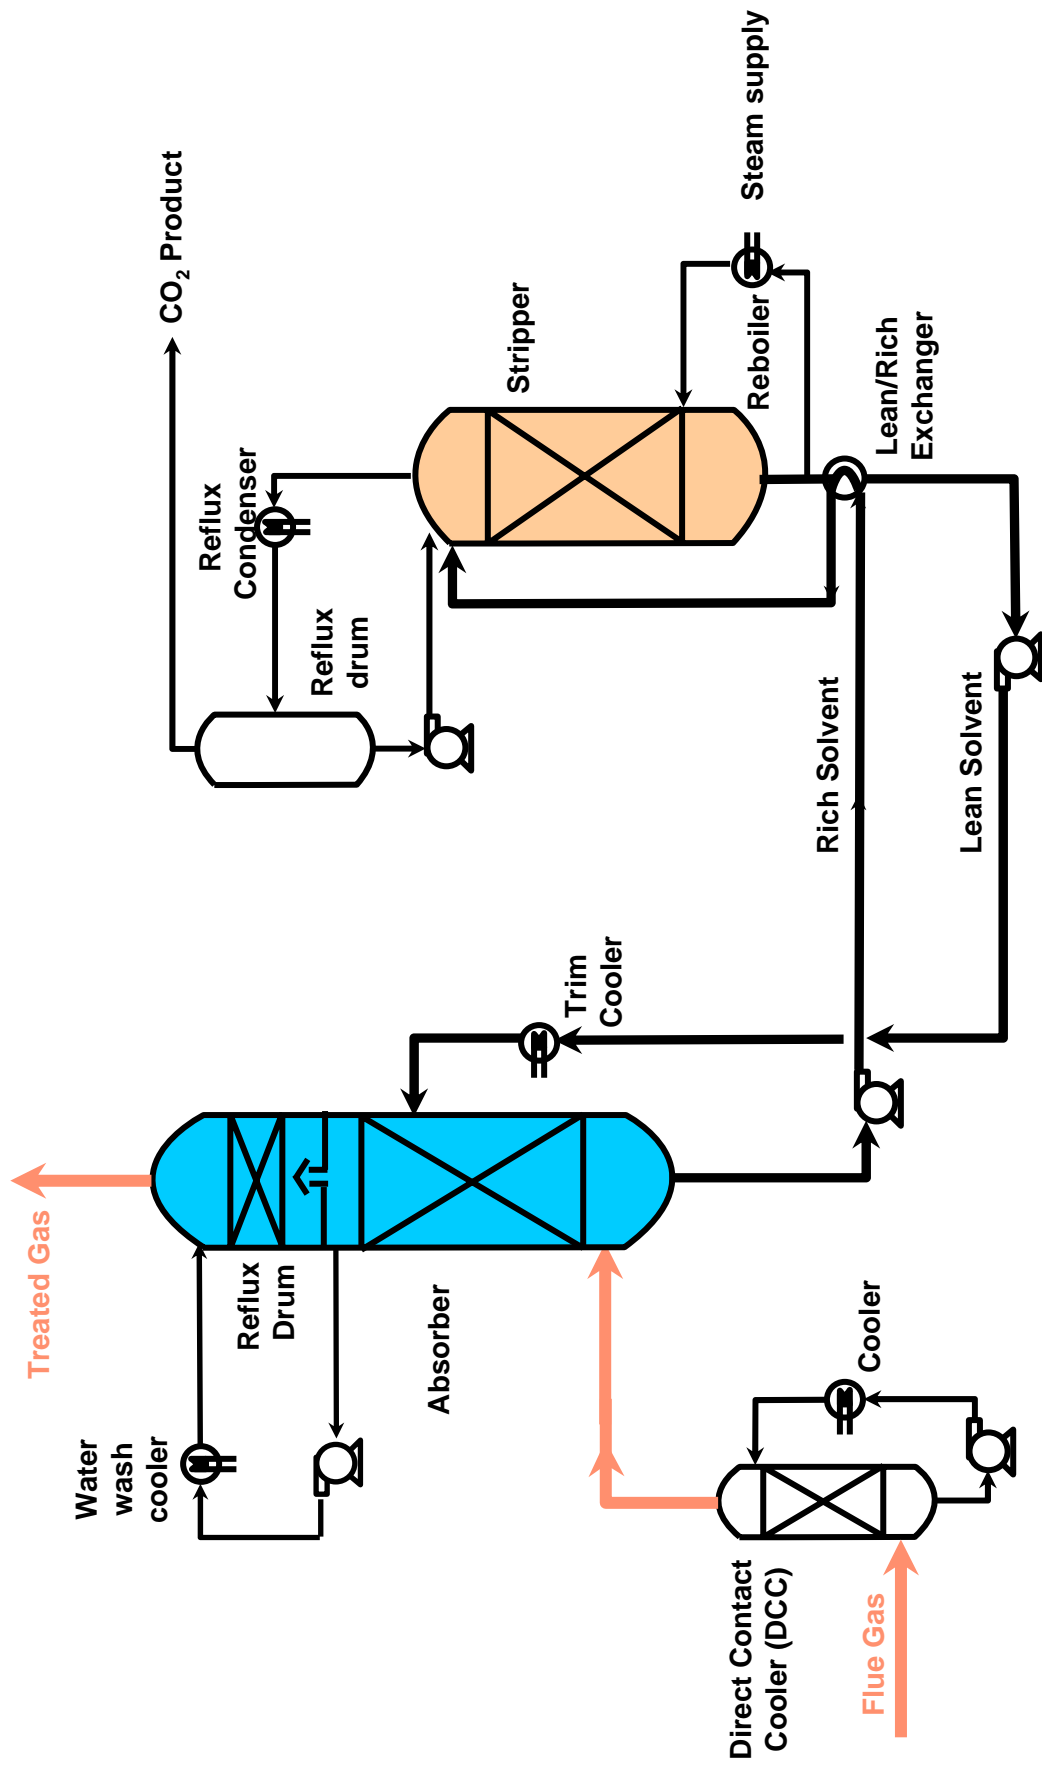 Treated Gas
Water
wash
cooler
Reflux
Drum
Absorber
Direct Contact
Cooler (DCC)
Flue Gas
Cooler
Trim
Cooler
Rich Solvent
Lean Solvent
CO2 Product
Reflux
Condenser
Reflux
drum
Stripper
Reboiler
Steam supply
Lean/Rich
Exchanger